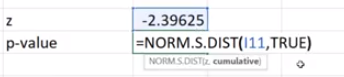 z -2.39625
p-value =NORM.S.DIST(I11,TRUE)
NORM.S.DIST(z, cumulative)